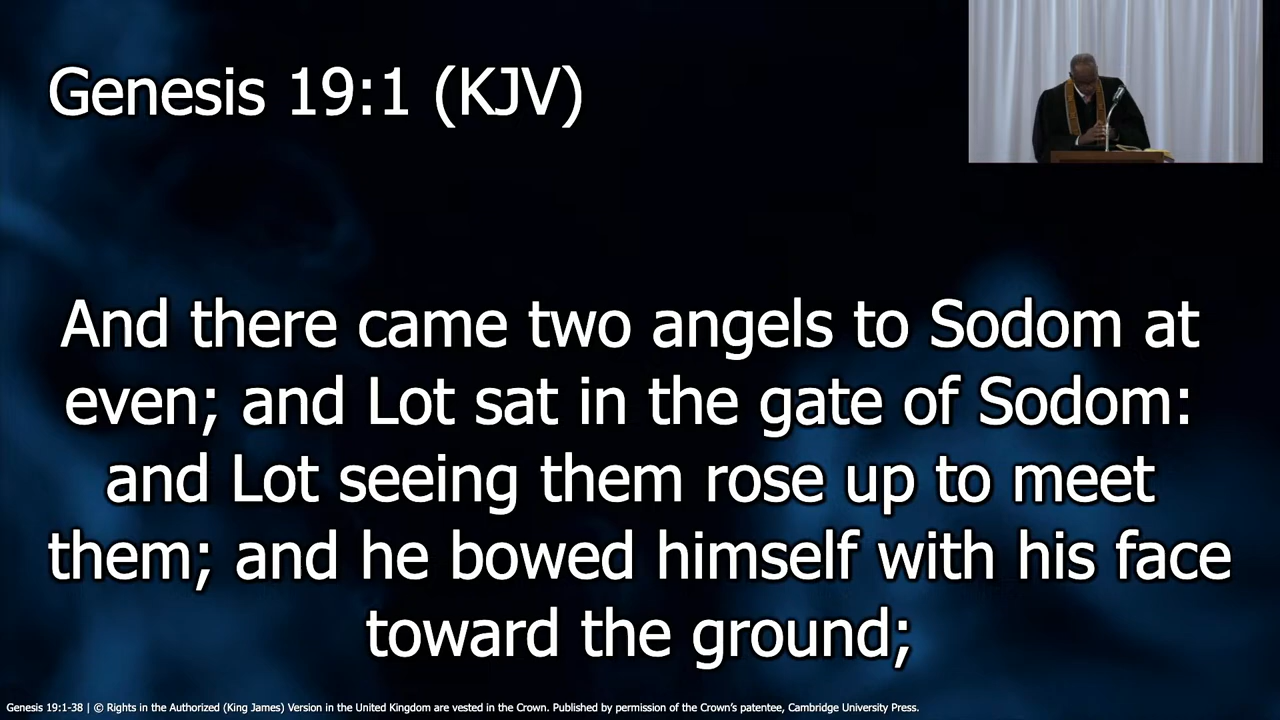 Genesis 19:1 (KJV)
And there came two angels to Sodom at
even; and Lot sat in the gate of Sodom:
and Lot seeing them rose up to meet
them; and he bowed himself with his face
toward the ground;
Genesis 19:1-38 | © Rights in the Authorized (King James) Version in the United Kingdom are vested in the Crown. Published by permission of the Crown’s patentee, Cambridge University Press.